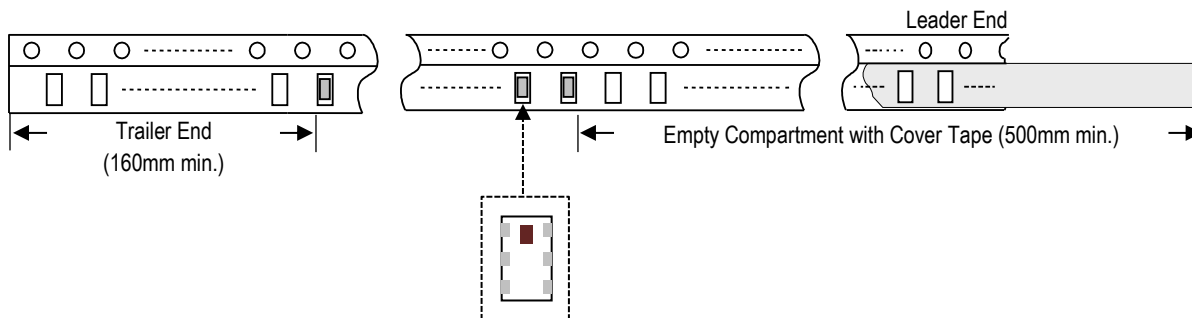 Leader End
Trailer End
(160mm min.)
Empty Compartment with Cover Tape (500mm min.)